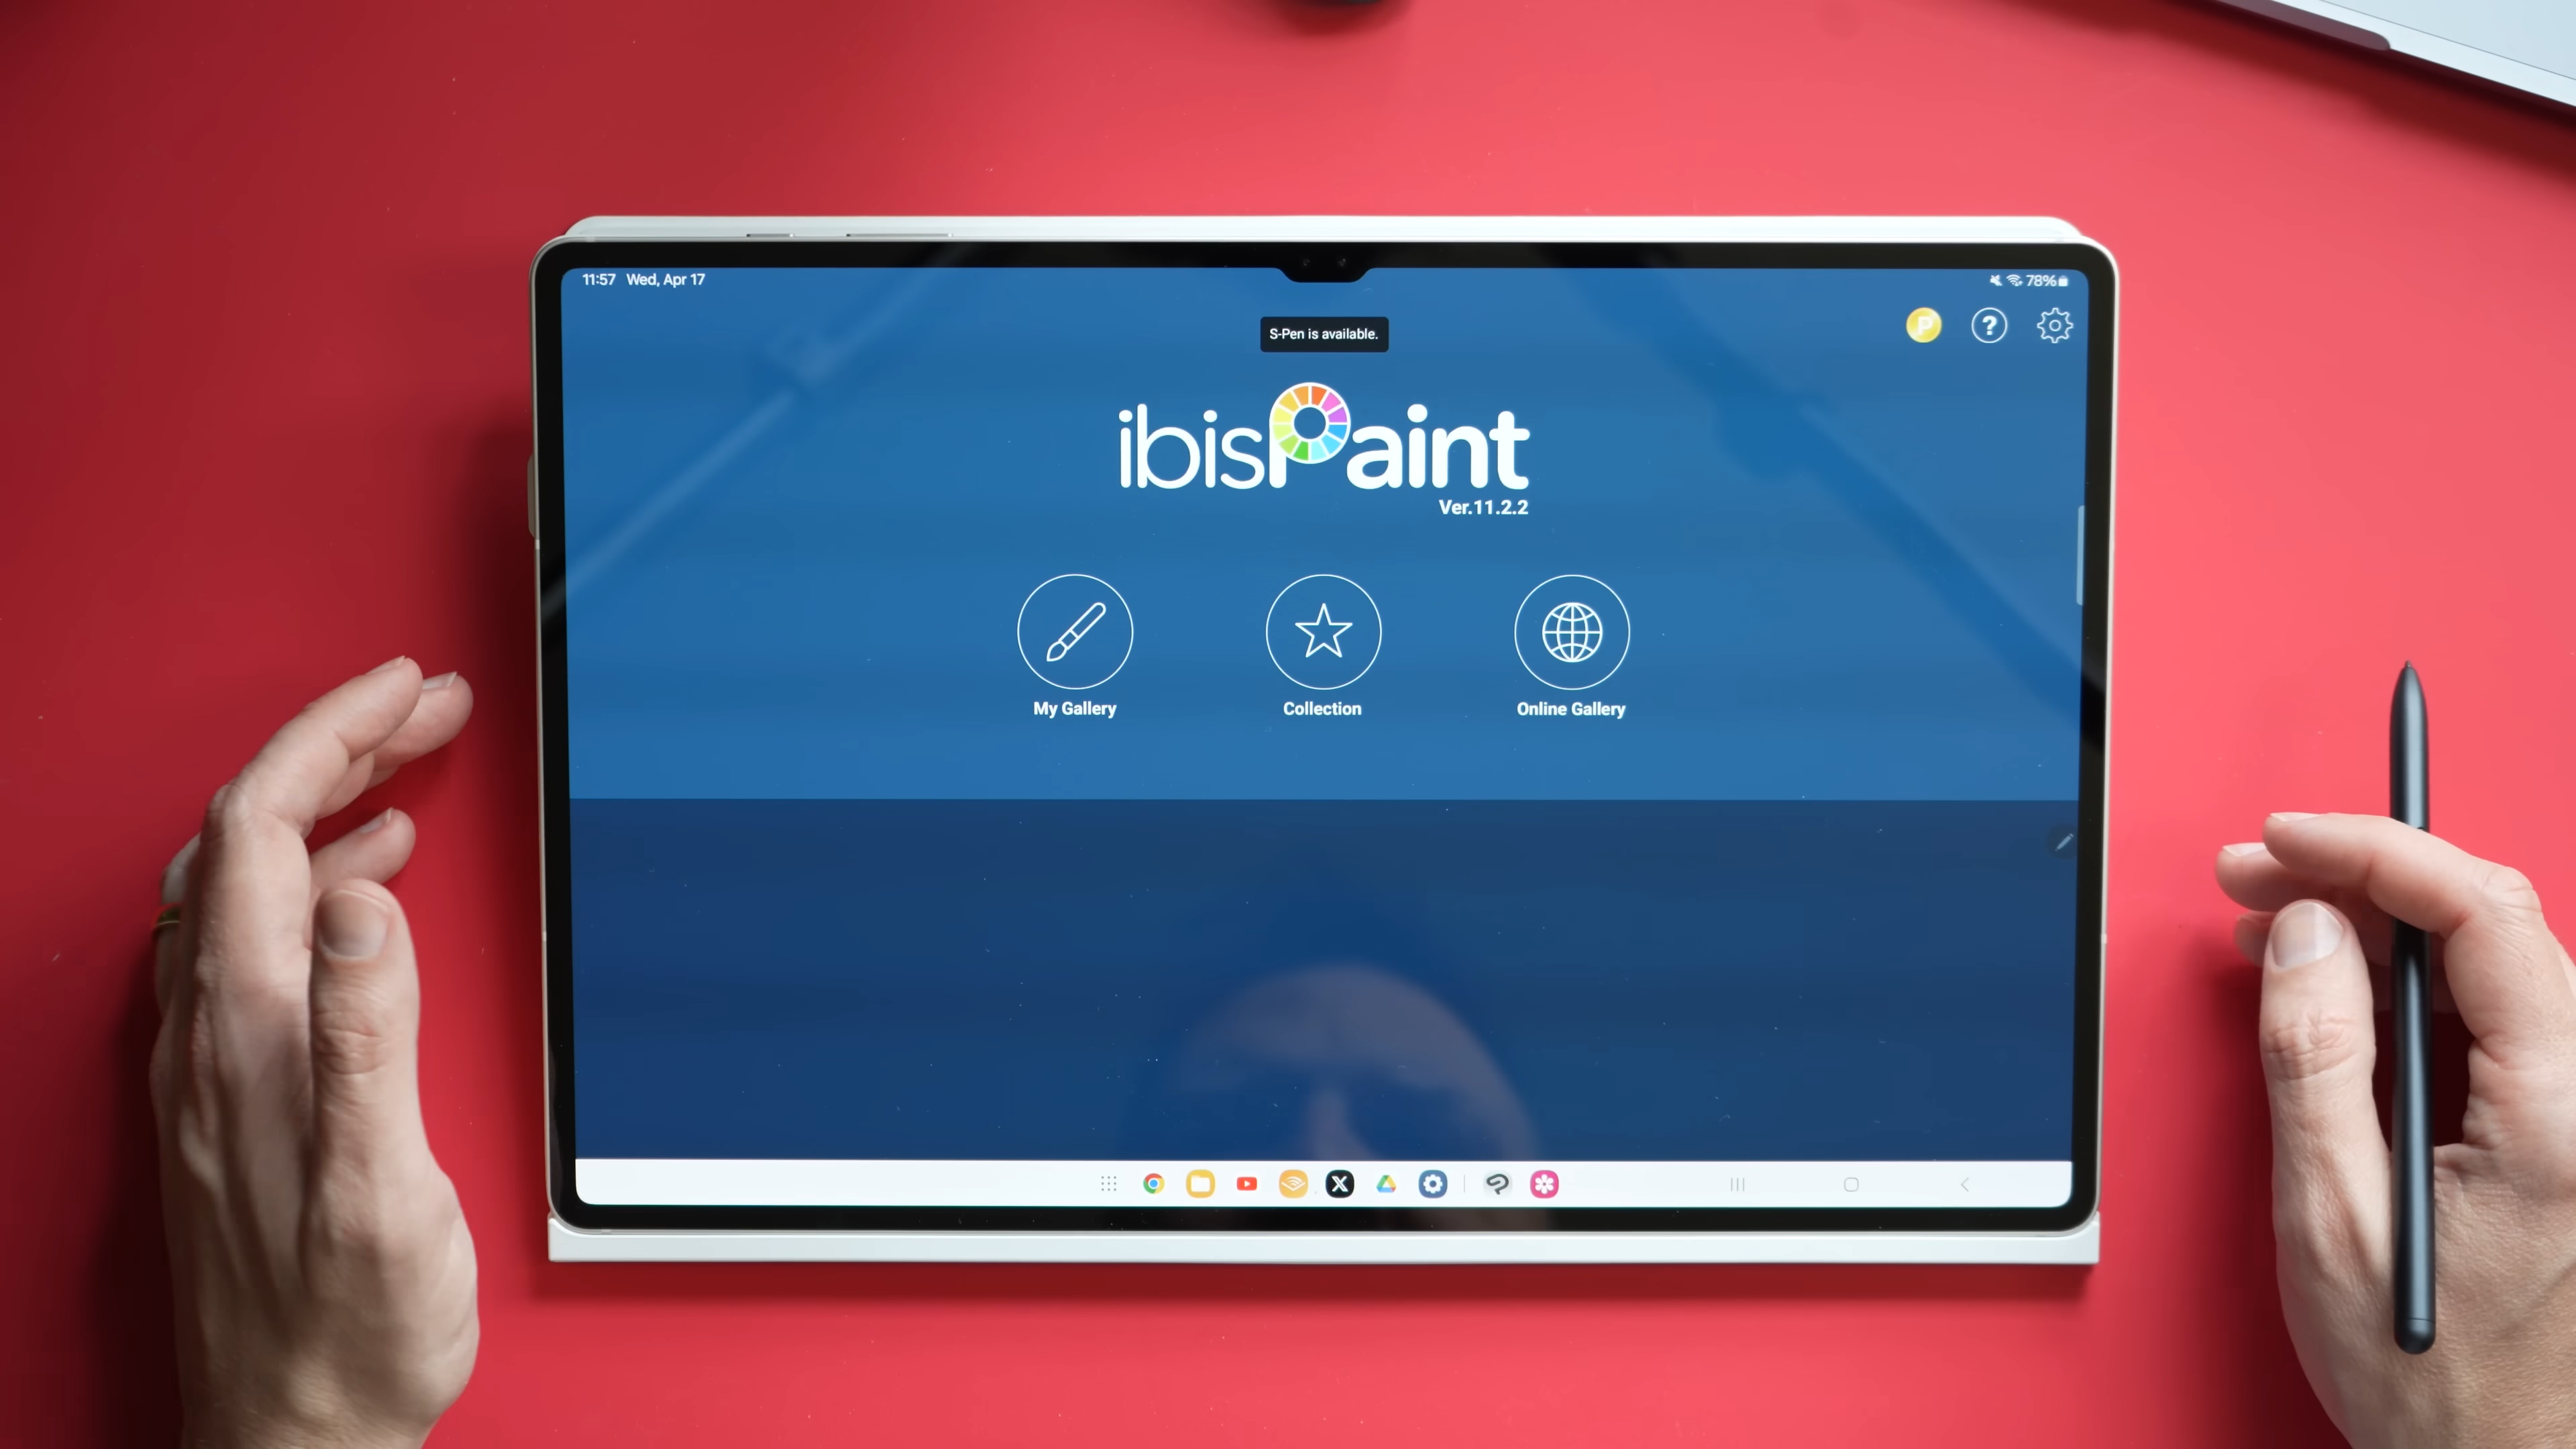 11:57 Wed, Apr 17
78%
S-Pen is available.
P
?
ibisPaint
Ver.11.2.2
My Gallery
Collection
Online Gallery